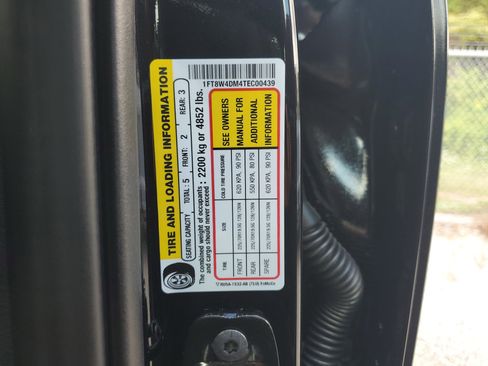 1FT8W4DM4TEC00439
TIRE AND LOADING INFORMATION
SEATING CAPACITY TOTAL: 5 FRONT: 2 REAR: 3
The combined weight of occupants and cargo should never exceed : 2200 kg or 4852 lbs.
TIRE SIZE COLD TIRE PRESSURE
FRONT 620 KPA, 90 PSI
REAR 550 KPA, 80 PSI
SPARE 620 KPA, 90 PSI
SEE OWNERS
MANUAL FOR
ADDITIONAL
INFORMATION